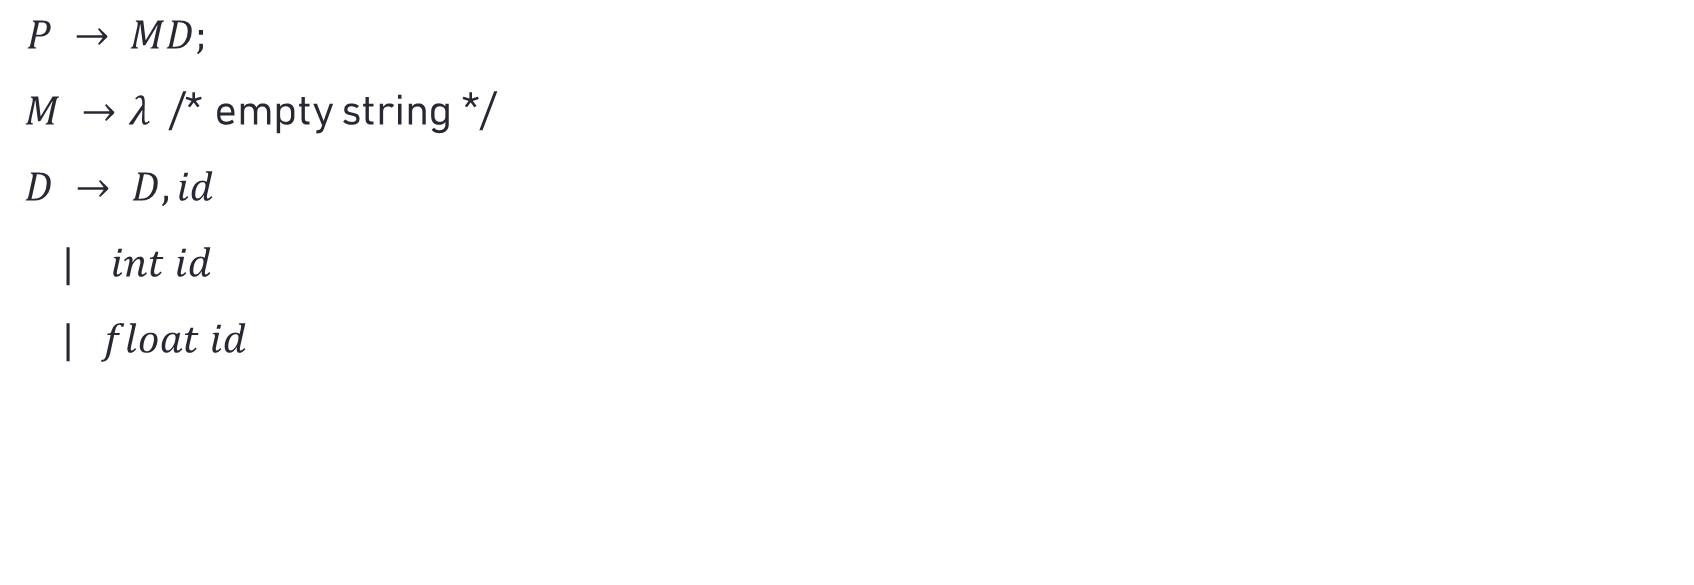 P → MD;
M → λ /* empty string */
D → D, id
| int id
| float id